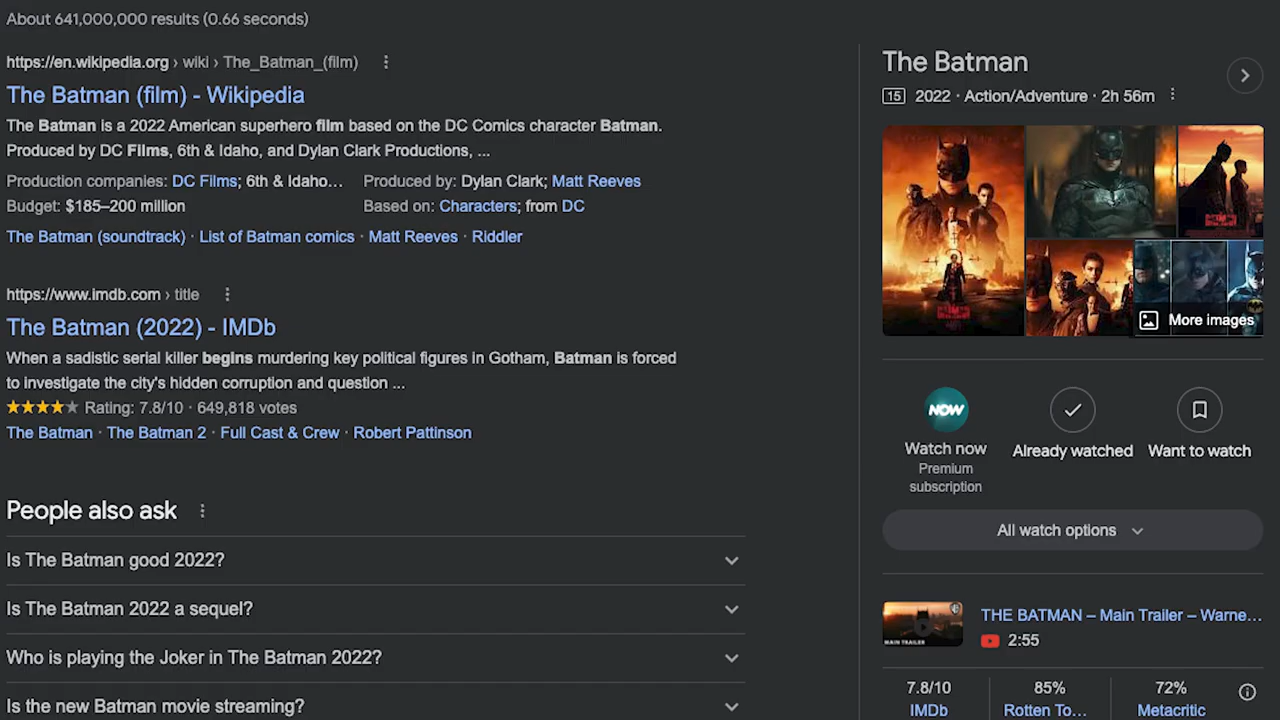 About 641,000,000 results (0.66 seconds)
https://en.wikipedia.org › wiki › The_Batman_(film)
The Batman (film) - Wikipedia
The Batman is a 2022 American superhero film based on the DC Comics character Batman.
Produced by DC Films, 6th & Idaho, and Dylan Clark Productions, ...
Production companies: DC Films; 6th & Idaho… Produced by: Dylan Clark; Matt Reeves
Budget: $185–200 million Based on: Characters; from DC
The Batman (soundtrack) · List of Batman comics · Matt Reeves · Riddler
https://www.imdb.com › title
The Batman (2022) - IMDb
When a sadistic serial killer begins murdering key political figures in Gotham, Batman is forced
to investigate the city's hidden corruption and question ...
Rating: 7.8/10 · 649,818 votes
The Batman · The Batman 2 · Full Cast & Crew · Robert Pattinson
People also ask
Is The Batman good 2022?
Is The Batman 2022 a sequel?
Who is playing the Joker in The Batman 2022?
Is the new Batman movie streaming?
The Batman
15 2022 · Action/Adventure · 2h 56m
More images
NOW
Watch now
Premium
subscription
Already watched
Want to watch
All watch options
MAIN TRAILER
THE BATMAN – Main Trailer – Warne...
2:55
7.8/10 85% 72%
IMDb Rotten To... Metacritic